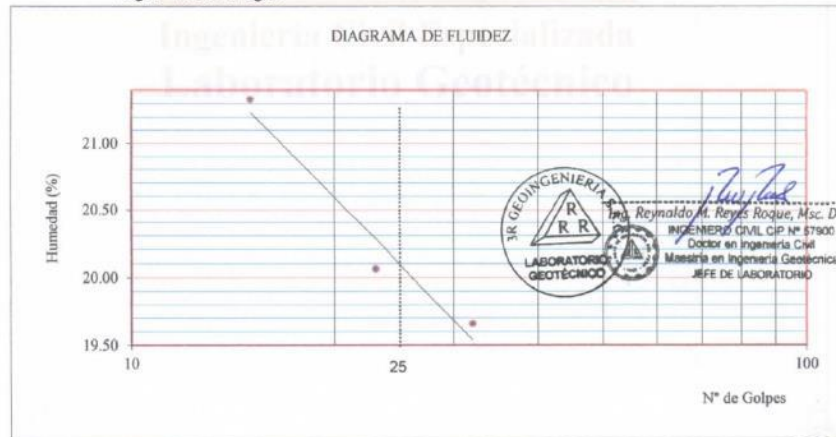 Ingeniería Civil Especializada
Laboratorio Geotécnico
DIAGRAMA DE FLUIDEZ
Humedad (%)
21.00
20.50
20.00
19.50
10
25
100
N° de Golpes
3R GEOINGENIERIA
R
R R
LABORATORIO
GEOTÉCNICO
Ing. Reynaldo M. Reyes Roque, Msc. D
INGENIERO CIVIL CIP N° 57900
Doctor en Ingeniería Civil
Maestria en Ingeniería Geotécnica
JEFE DE LABORATORIO